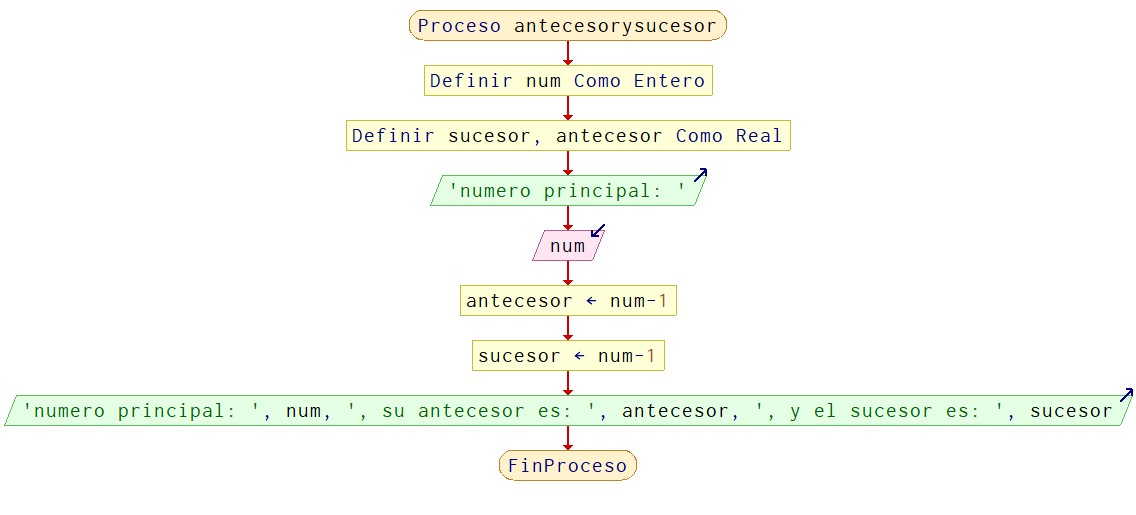 Proceso antecesorysucesor
Definir num Como Entero
Definir sucesor, antecesor Como Real
'numero principal: '
num
antecesor ← num-1
sucesor ← num-1
'numero principal: ', num, ', su antecesor es: ', antecesor, ', y el sucesor es: ', sucesor
FinProceso